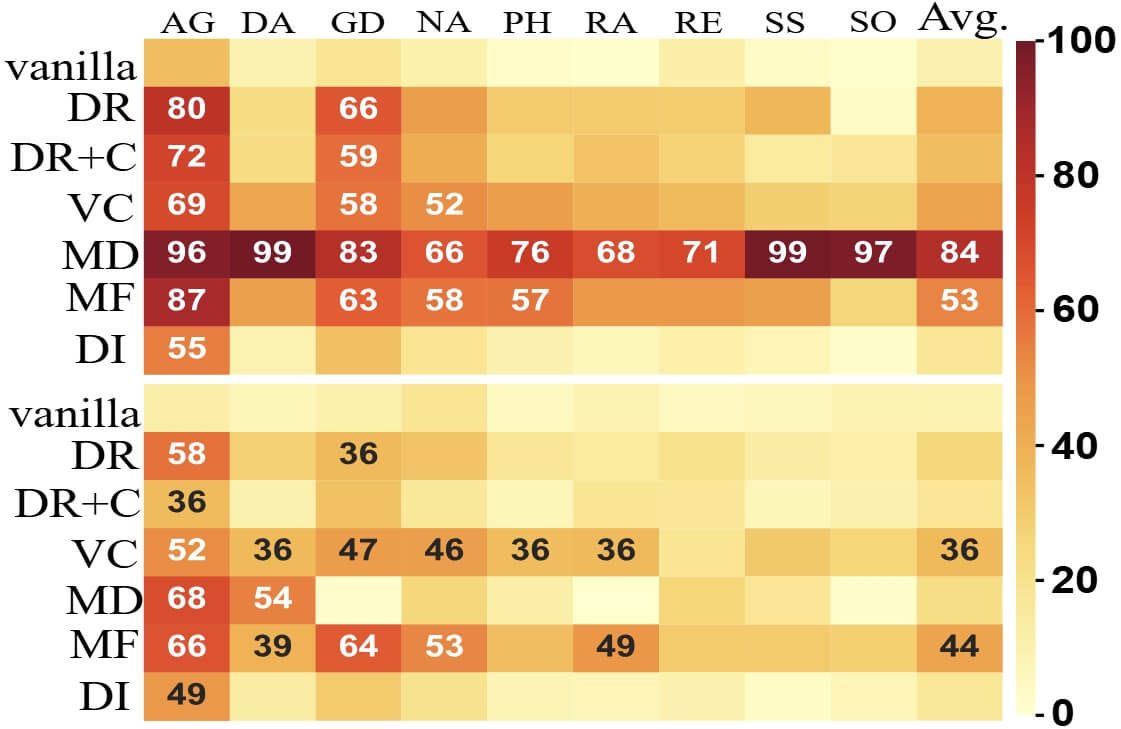 AG DA GD NA PH RA RE SS SO Avg.
vanilla
DR 80 66
DR+C 72 59
VC 69 58 52
MD 96 99 83 66 76 68 71 99 97 84
MF 87 63 58 57 53
DI 55
vanilla
DR 58 36
DR+C 36
VC 52 36 47 46 36 36 36
MD 68 54
MF 66 39 64 53 49 44
DI 49
100
80
60
40
20
0